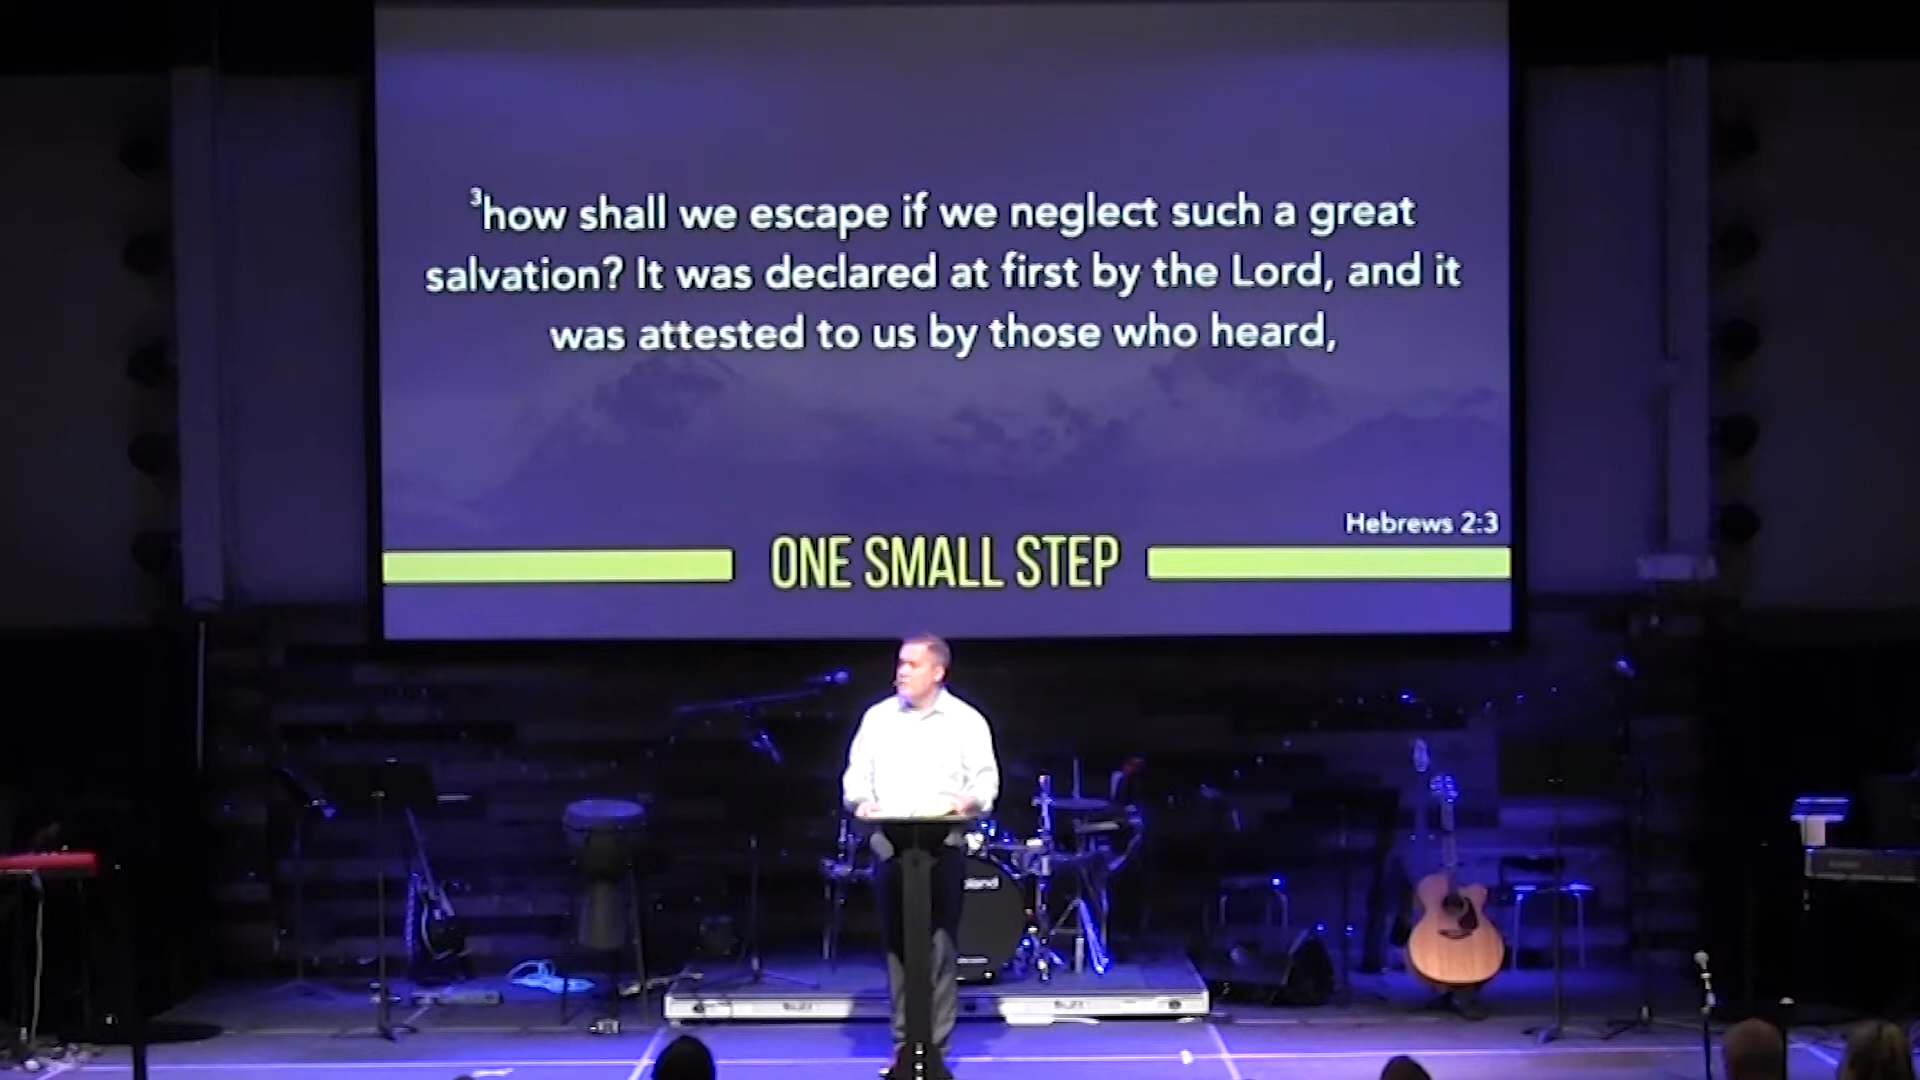 ³how shall we escape if we neglect such a great
salvation? It was declared at first by the Lord, and it
was attested to us by those who heard,
Hebrews 2:3
ONE SMALL STEP